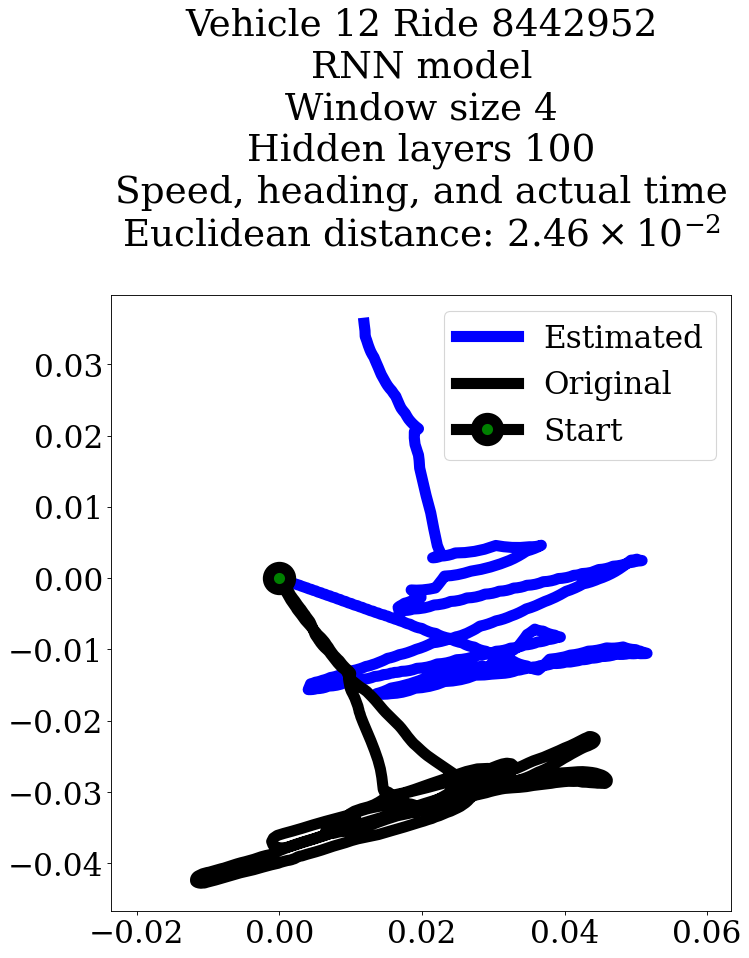 Vehicle 12 Ride 8442952
RNN model
Window size 4
Hidden layers 100
Speed, heading, and actual time
Euclidean distance: 2.46 × 10⁻²
Estimated
Original
Start
0.03
0.02
0.01
0.00
−0.01
−0.02
−0.03
−0.04
−0.02 0.00 0.02 0.04 0.06